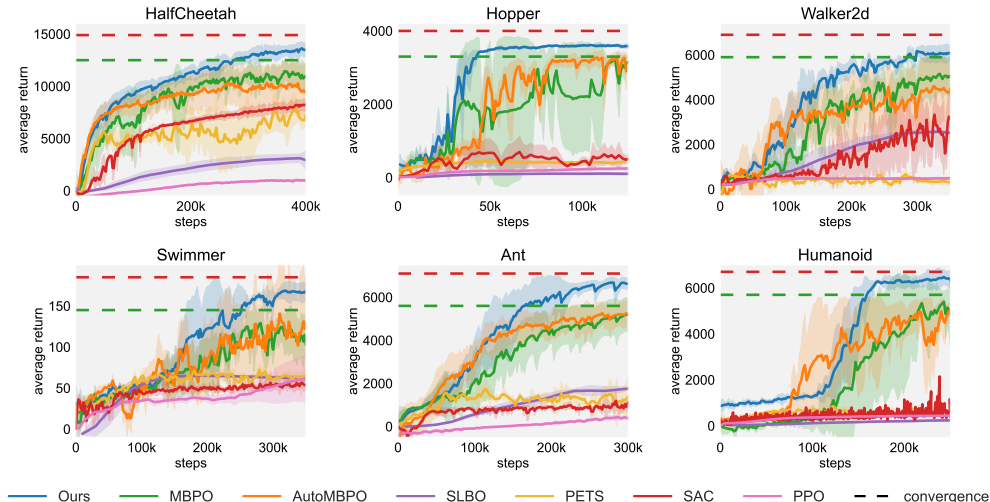 HalfCheetah
15000
10000
5000
0
average return
0 200k 400k
steps
Hopper
4000
2000
0
average return
0 50k 100k
steps
Walker2d
6000
4000
2000
0
average return
0 100k 200k 300k
steps
Swimmer
150
100
50
0
average return
0 100k 200k 300k
steps
Ant
6000
4000
2000
0
average return
0 100k 200k 300k
steps
Humanoid
6000
4000
2000
0
average return
0 100k 200k
steps
Ours MBPO AutoMBPO SLBO PETS SAC PPO convergence